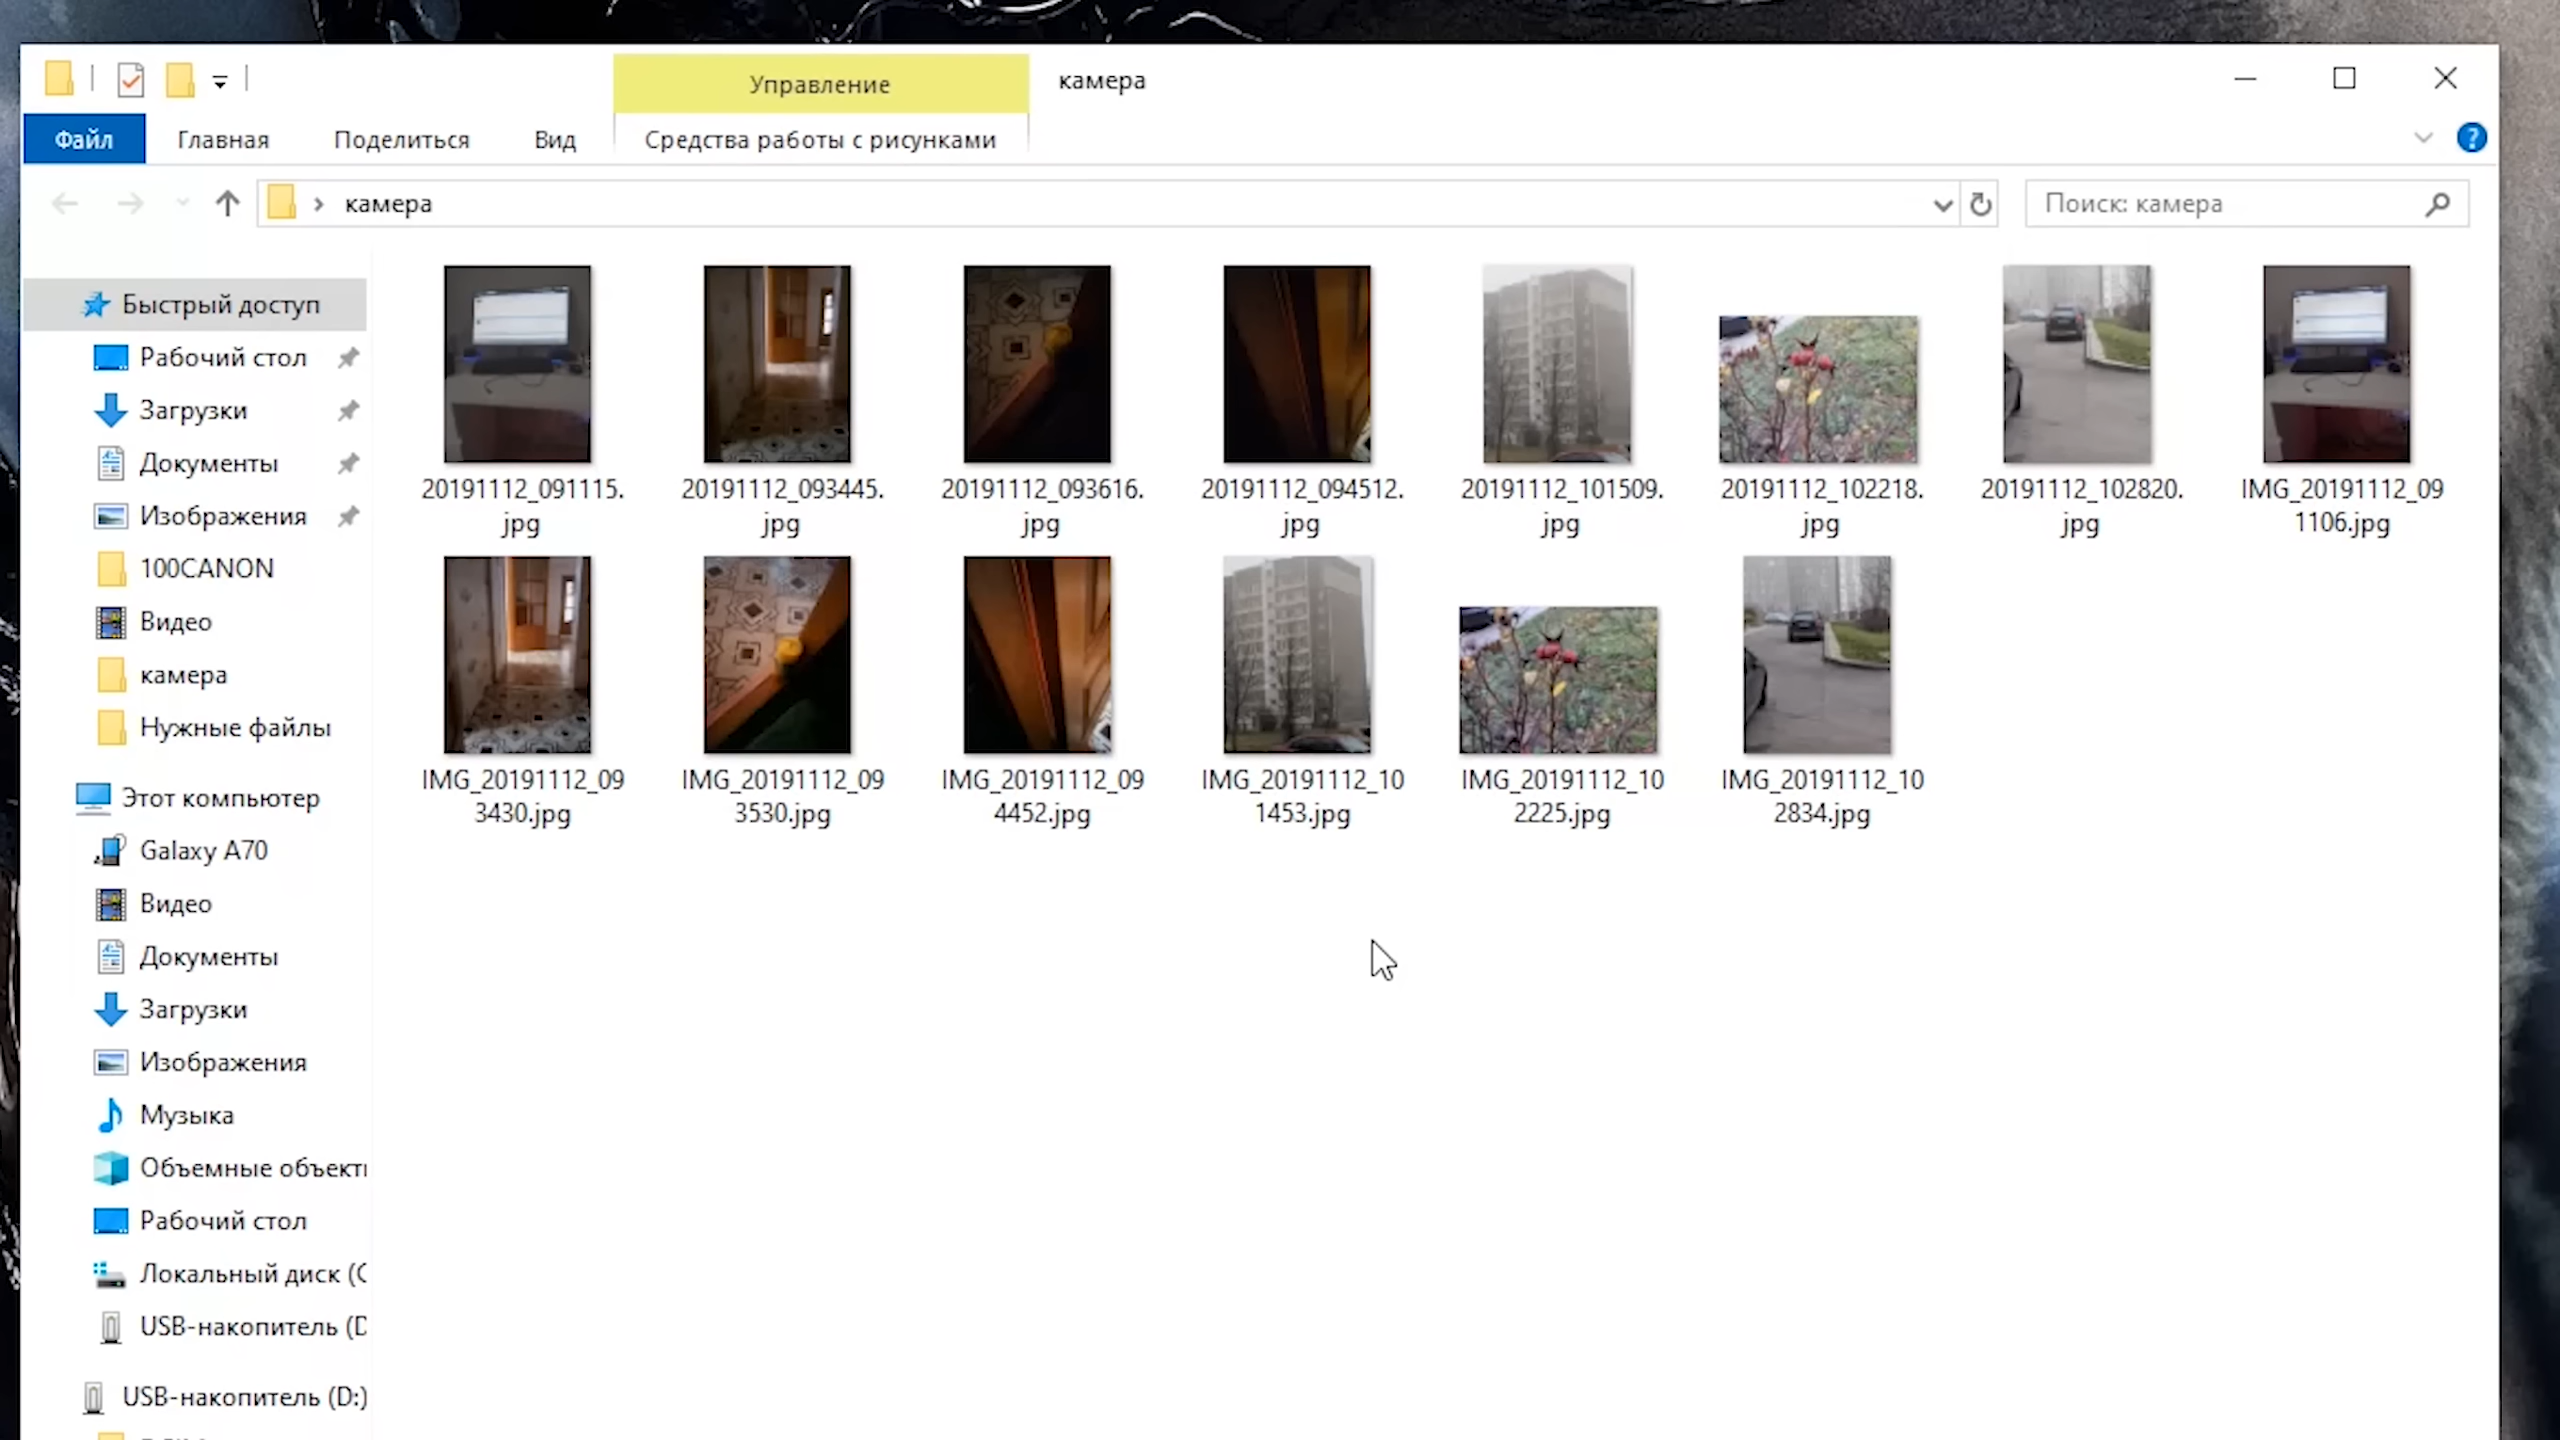 Управление
камера
Файл
Главная
Поделиться
Вид
Средства работы с рисунками
камера
Поиск: камера
Быстрый доступ
Рабочий стол
Загрузки
Документы
Изображения
100CANON
Видео
камера
Нужные файлы
Этот компьютер
Galaxy A70
Видео
Документы
Загрузки
Изображения
Музыка
Объемные объект
Рабочий стол
Локальный диск (C
USB-накопитель (D
USB-накопитель (D:)
20191112_091115.
jpg
20191112_093445.
jpg
20191112_093616.
jpg
20191112_094512.
jpg
20191112_101509.
jpg
20191112_102218.
jpg
20191112_102820.
jpg
IMG_20191112_09
1106.jpg
IMG_20191112_09
3430.jpg
IMG_20191112_09
3530.jpg
IMG_20191112_09
4452.jpg
IMG_20191112_10
1453.jpg
IMG_20191112_10
2225.jpg
IMG_20191112_10
2834.jpg